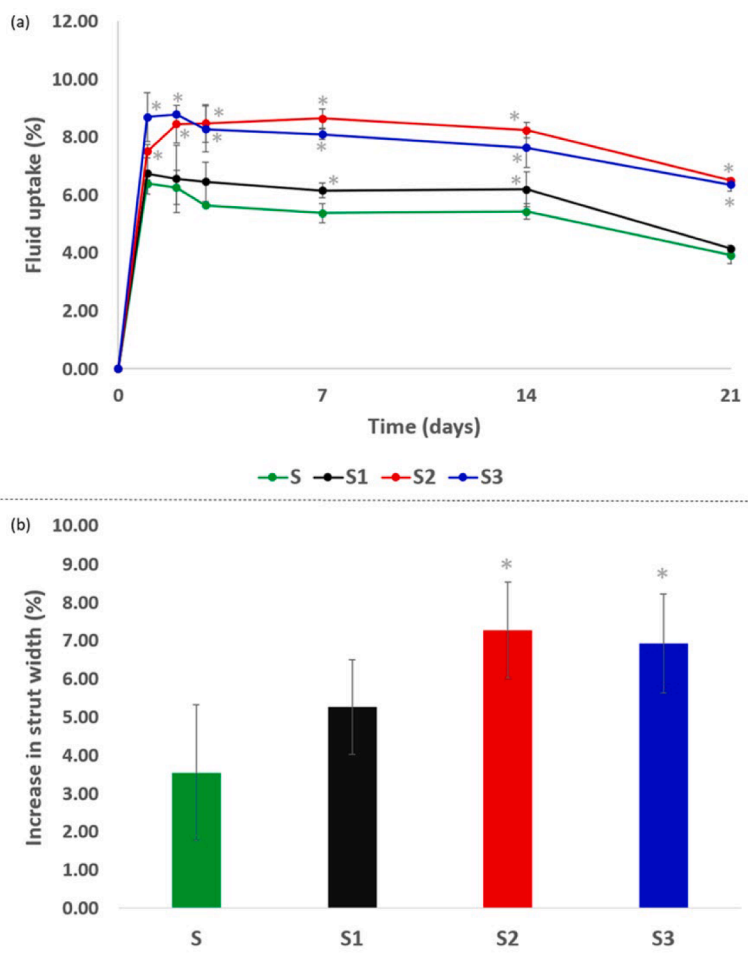 (a)
12.00
10.00
8.00
6.00
4.00
2.00
0.00
Fluid uptake (%)
* * * * * * * * * * * * * *
0 7 14 21
Time (days)
S S1 S2 S3
(b)
10.00
9.00
8.00
7.00
6.00
5.00
4.00
3.00
2.00
1.00
0.00
Increase in strut width (%)
* *
S S1 S2 S3